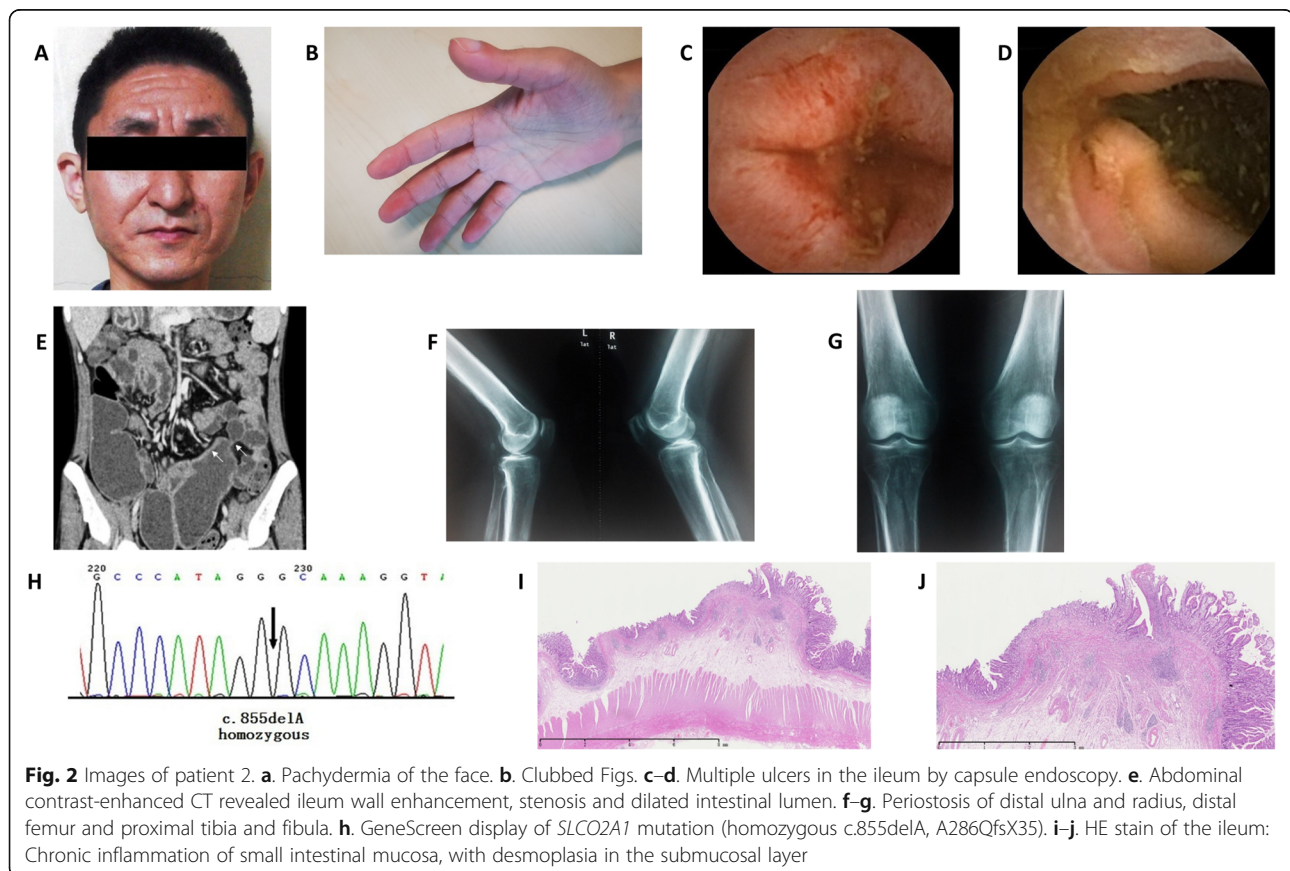 A
B
C
D
E
F
L
lat
R
lat
G
H
220
230
G C C C A T A G G G C A A A G G T
c.855delA
homozygous
I
J
Fig. 2 Images of patient 2. a. Pachydermia of the face. b. Clubbed Figs. c–d. Multiple ulcers in the ileum by capsule endoscopy. e. Abdominal
contrast-enhanced CT revealed ileum wall enhancement, stenosis and dilated intestinal lumen. f–g. Periostosis of distal ulna and radius, distal
femur and proximal tibia and fibula. h. GeneScreen display of SLCO2A1 mutation (homozygous c.855delA, A286QfsX35). i–j. HE stain of the ileum:
Chronic inflammation of small intestinal mucosa, with desmoplasia in the submucosal layer